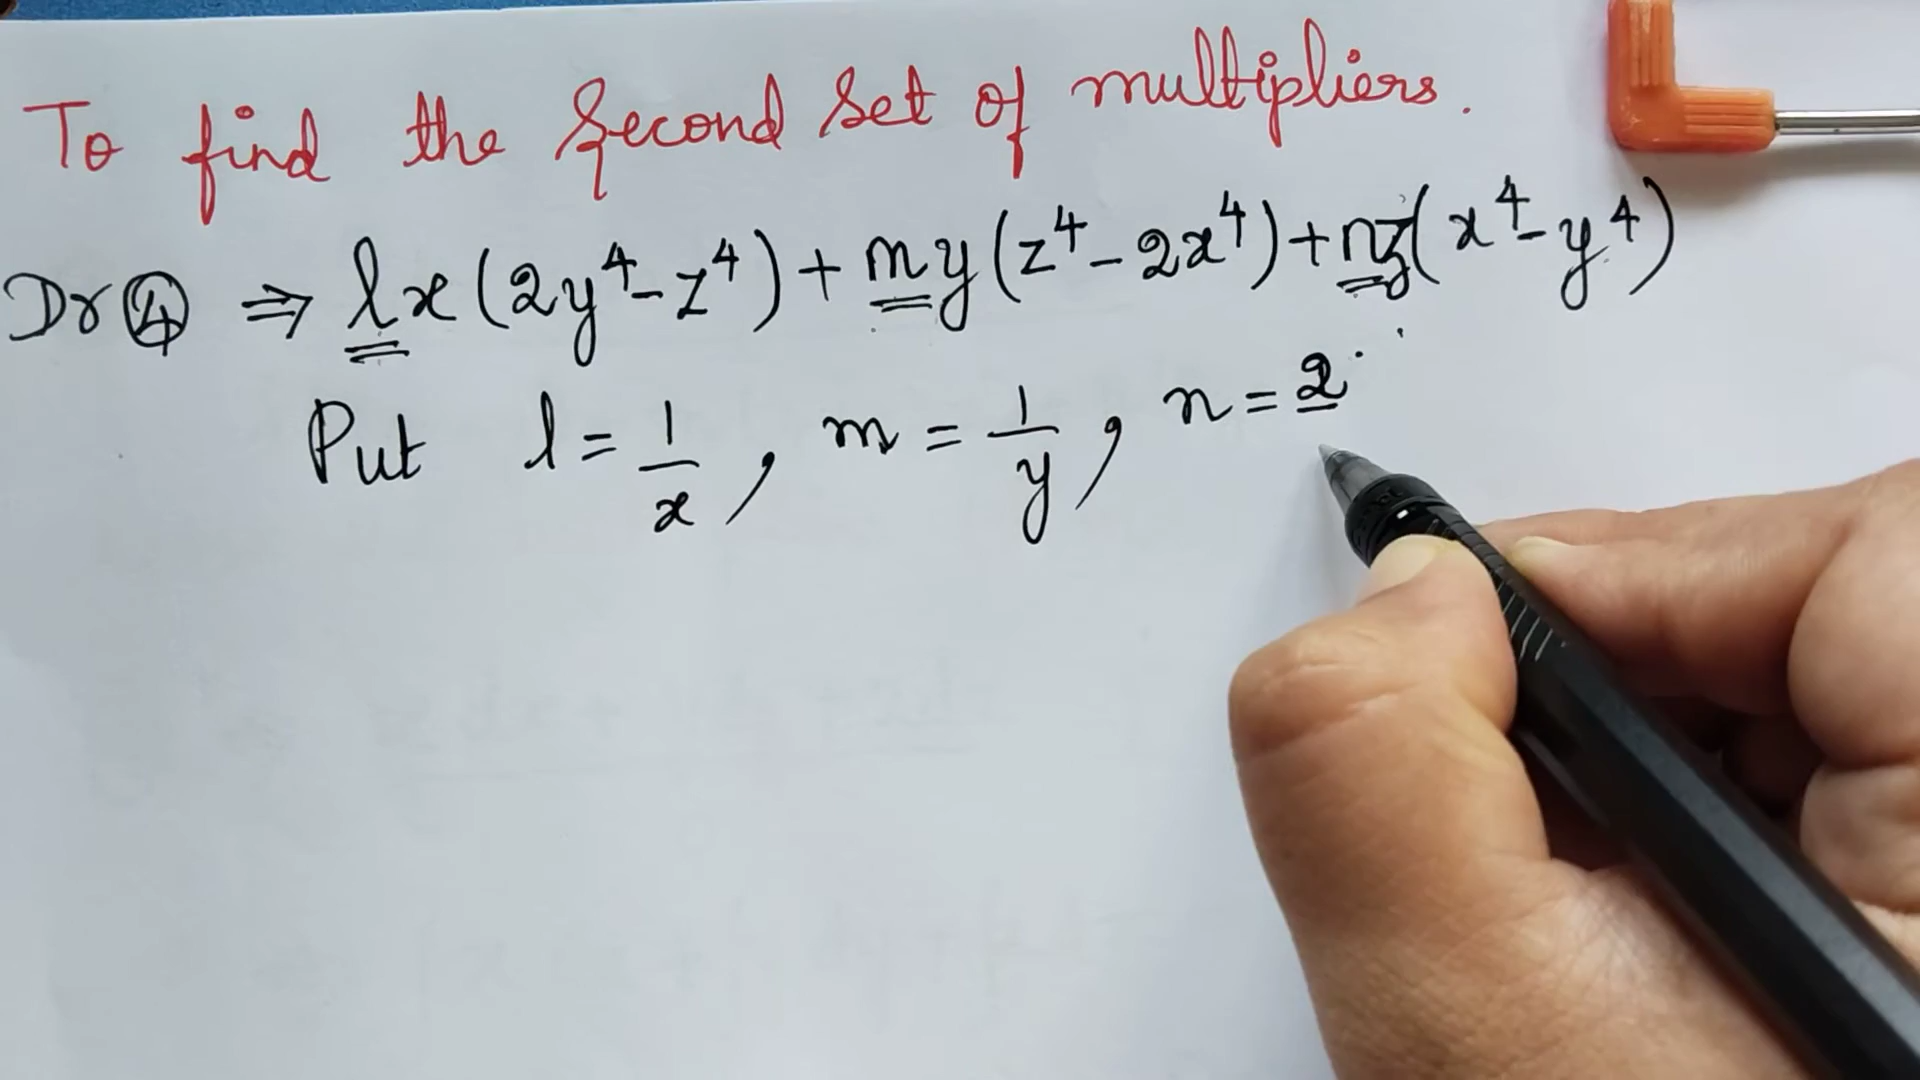 To find the second set of multipliers.
Dr ④ ⇒ lx(2y⁴-z⁴)+my(z⁴-2x⁴)+nz(x⁴-y⁴)
Put l = 1/x, m = 1/y, n = 2